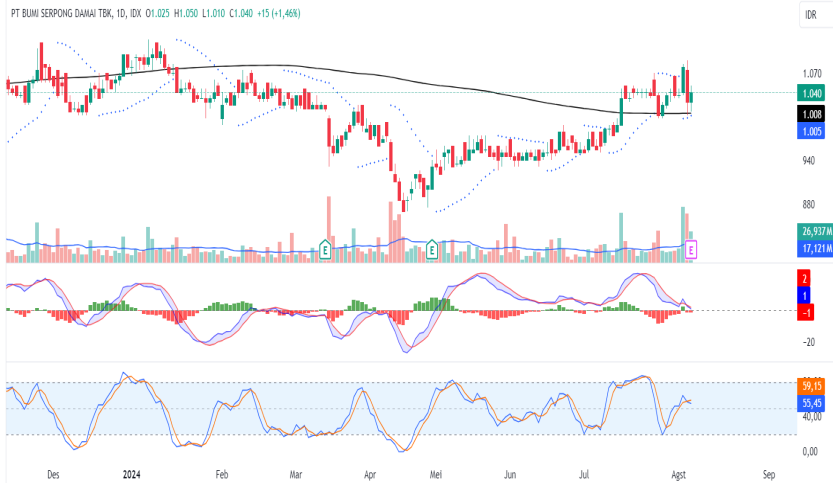 PT BUMI SERPONG DAMAI TBK, 1D, IDX O1.025 H1.050 L1.010 C1.040 +15 (+1,46%)
IDR
1.070
1.040
1.008
1.005
940
880
26,937M
17,121M
E E E
2
1
−1
−20
59,15
55,45
40,00
0,00
Des 2024 Feb Mar Apr Mei Jun Jul Agst Sep